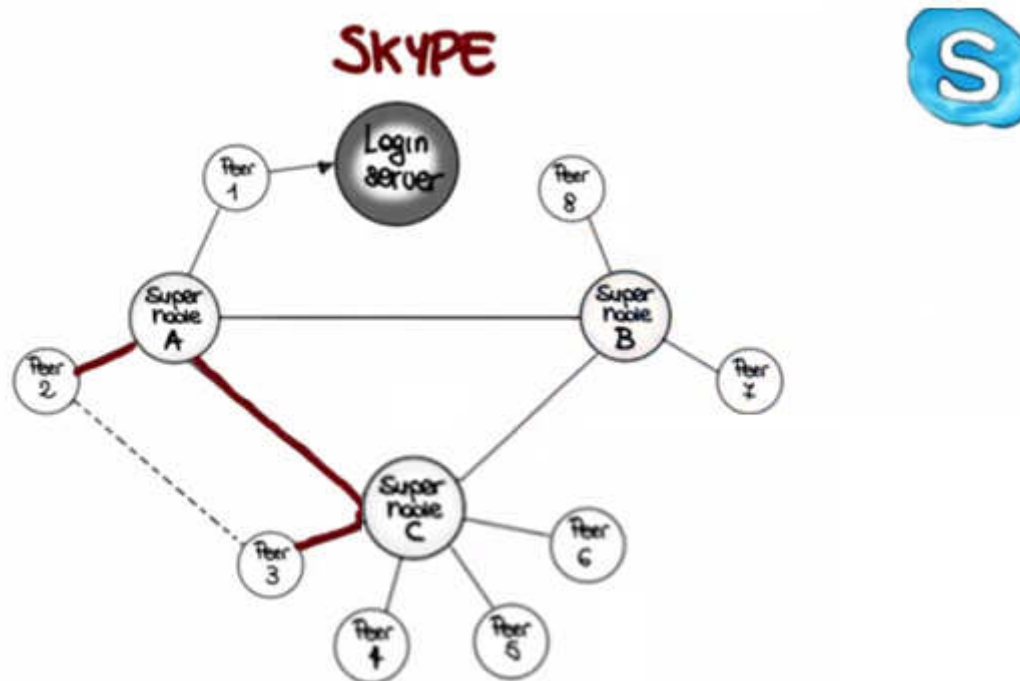 SKYPE
S
Login
server
Peer
1
Peer
8
Super
node
A
Super
node
B
Peer
2
Peer
7
Super
node
C
Peer
3
Peer
6
Peer
4
Peer
5